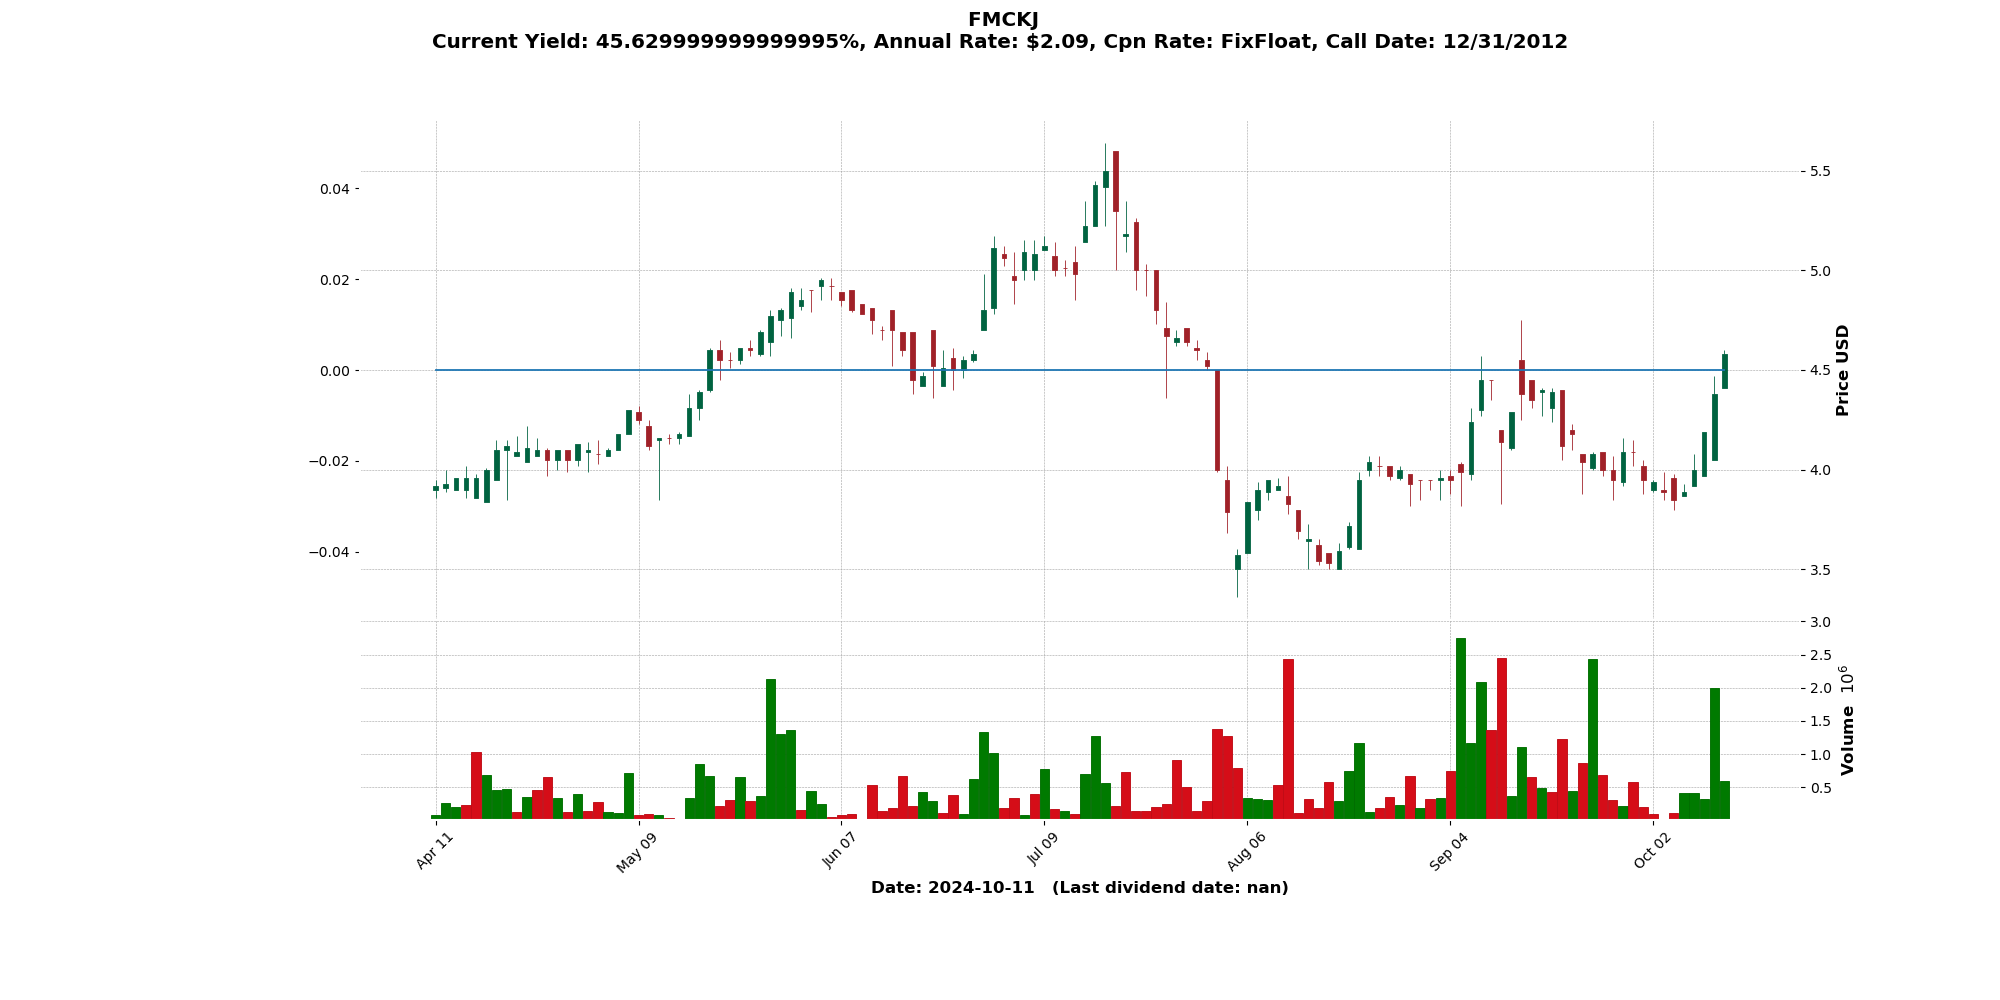 FMCKJ
Current Yield: 45.629999999999995%, Annual Rate: $2.09, Cpn Rate: FixFloat, Call Date: 12/31/2012
0.04
0.02
0.00
−0.02
−0.04
5.5
5.0
4.5
4.0
3.5
Price USD
3.0
2.5
2.0
1.5
1.0
0.5
Volume 10^6
Apr 11
May 09
Jun 07
Jul 09
Aug 06
Sep 04
Oct 02
Date: 2024-10-11 (Last dividend date: nan)